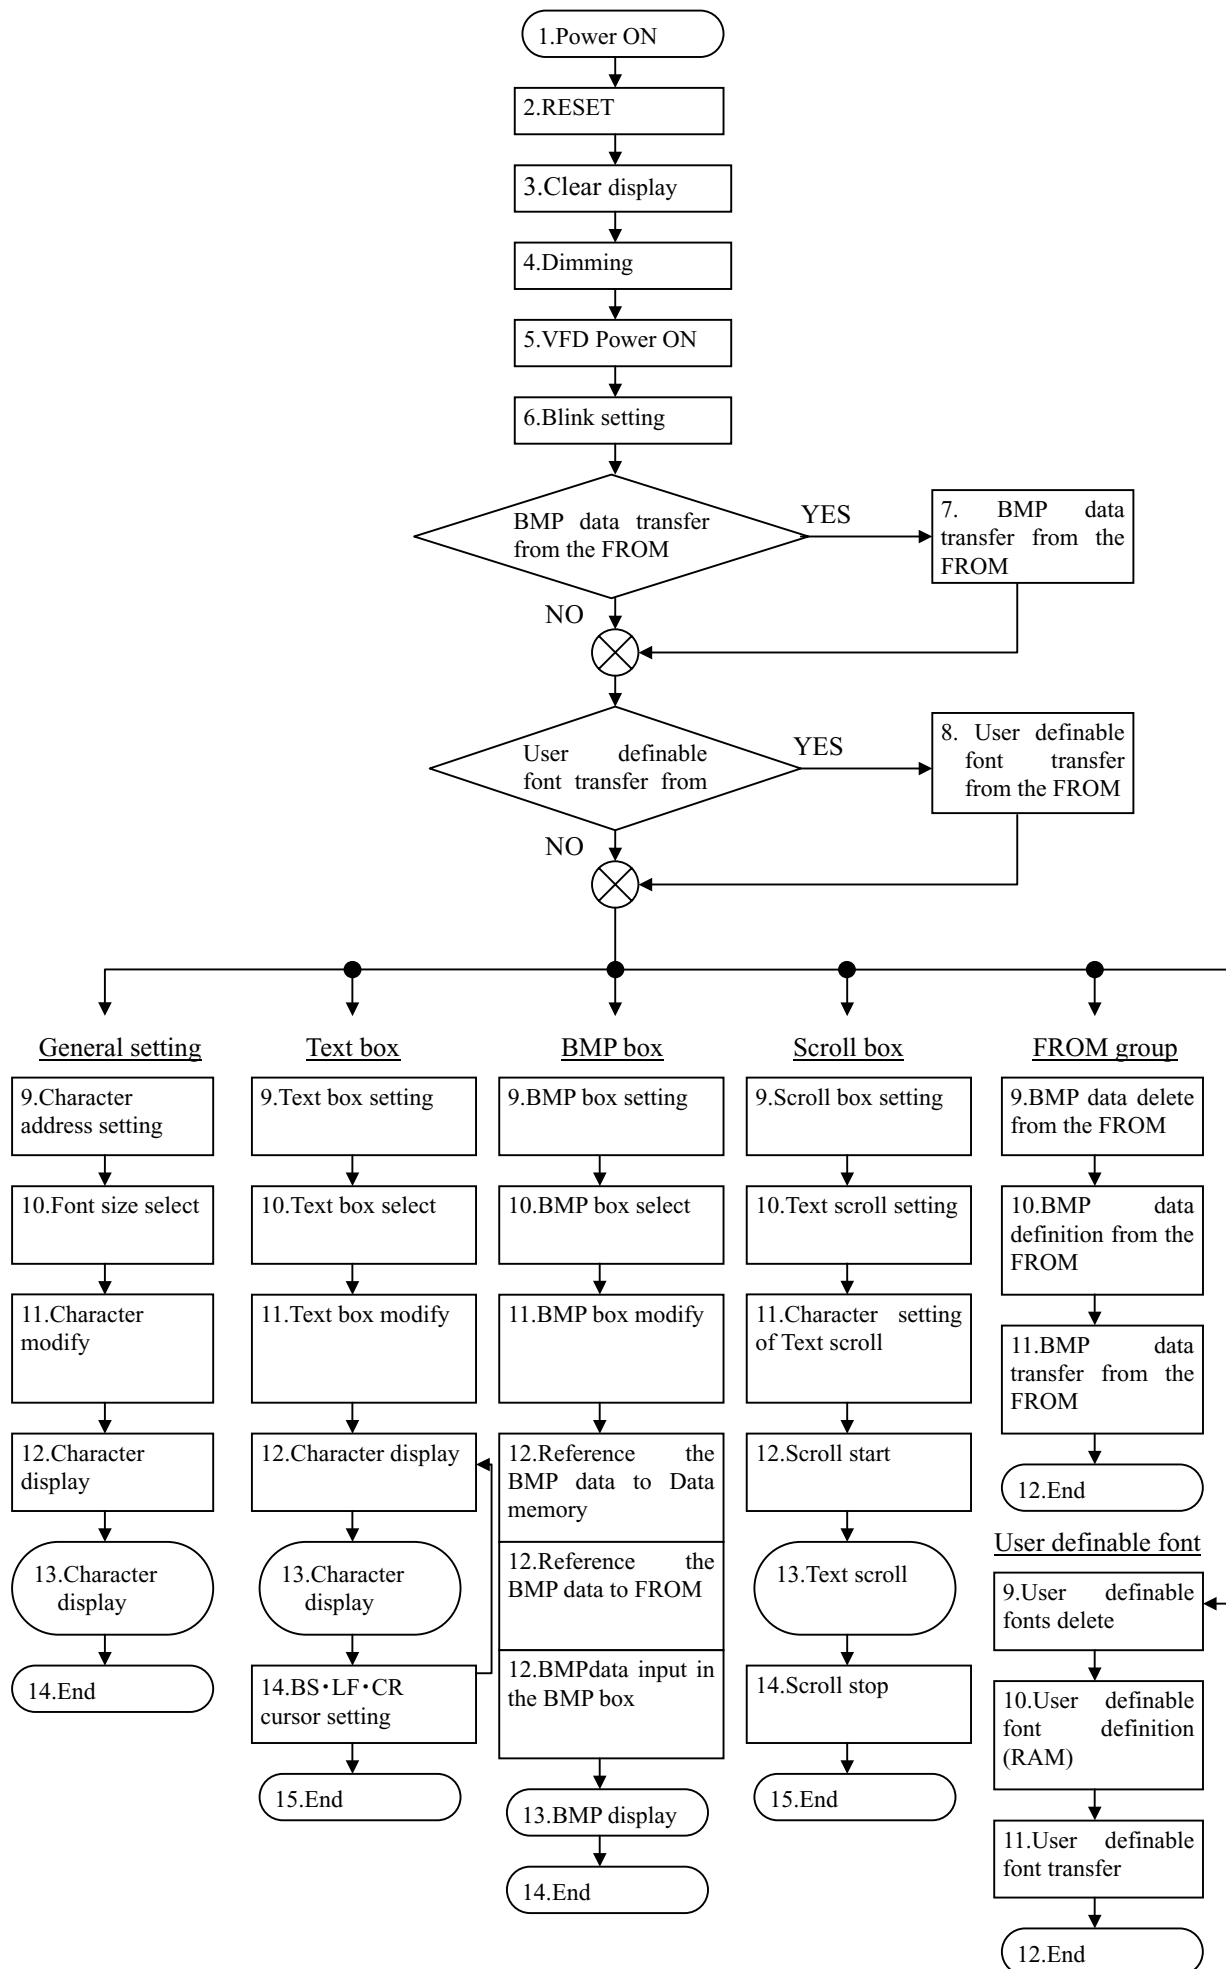 1.Power ON
2.RESET
3.Clear display
4.Dimming
5.VFD Power ON
6.Blink setting
BMP data transfer
from the FROM
YES
7. BMP data
transfer from the
FROM
NO
User definable
font transfer from
YES
8. User definable
font transfer
from the FROM
NO
General setting
9.Character
address setting
10.Font size select
11.Character
modify
12.Character
display
13.Character
display
14.End
Text box
9.Text box setting
10.Text box select
11.Text box modify
12.Character display
13.Character
display
14.BS・LF・CR
cursor setting
15.End
BMP box
9.BMP box setting
10.BMP box select
11.BMP box modify
12.Reference the
BMP data to Data
memory
12.Reference the
BMP data to FROM
12.BMPdata input in
the BMP box
13.BMP display
14.End
Scroll box
9.Scroll box setting
10.Text scroll setting
11.Character setting
of Text scroll
12.Scroll start
13.Text scroll
14.Scroll stop
15.End
FROM group
9.BMP data delete
from the FROM
10.BMP data
definition from the
FROM
11.BMP data
transfer from the
FROM
12.End
User definable font
9.User definable
fonts delete
10.User definable
font definition
(RAM)
11.User definable
font transfer
12.End